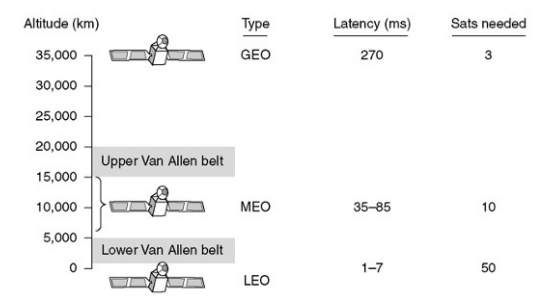 Altitude (km) Type Latency (ms) Sats needed
35,000 GEO 270 3
30,000
25,000
20,000
Upper Van Allen belt
15,000
10,000 MEO 35–85 10
5,000
Lower Van Allen belt
0 1–7 50
LEO